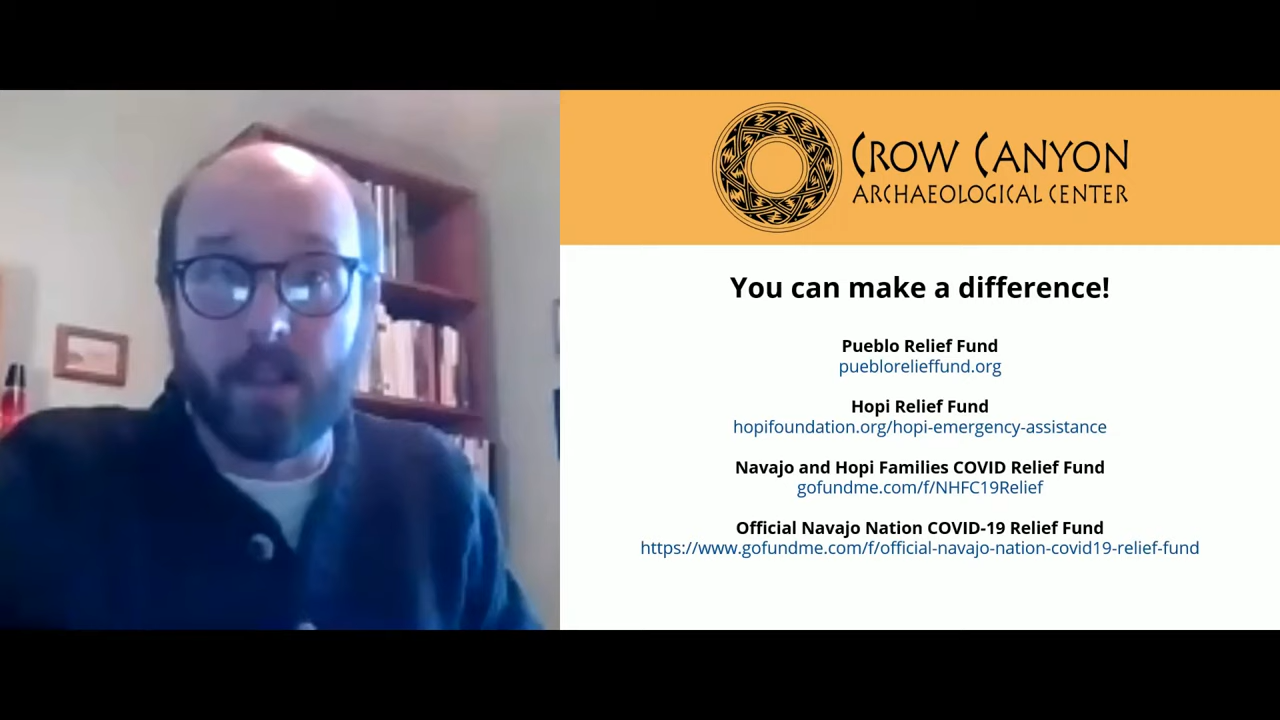 CROW CANYON
ARCHAEOLOGICAL CENTER
You can make a difference!
Pueblo Relief Fund
pueblorelieffund.org
Hopi Relief Fund
hopifoundation.org/hopi-emergency-assistance
Navajo and Hopi Families COVID Relief Fund
gofundme.com/f/NHFC19Relief
Official Navajo Nation COVID-19 Relief Fund
https://www.gofundme.com/f/official-navajo-nation-covid19-relief-fund